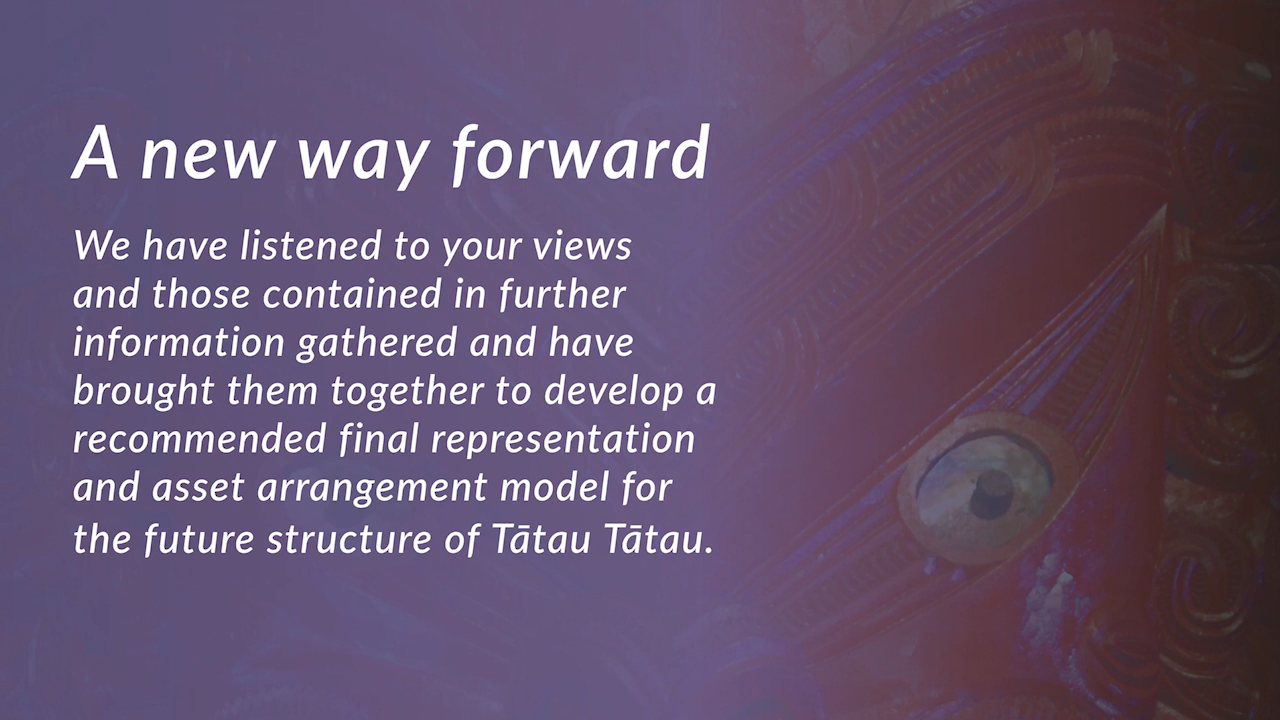 A new way forward
We have listened to your views
and those contained in further
information gathered and have
brought them together to develop a
recommended final representation
and asset arrangement model for
the future structure of Tātau Tātau.